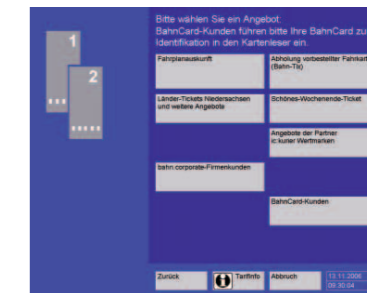 Bitte wählen Sie ein Angebot:
BahnCard-Kunden führen bitte Ihre BahnCard zu
Identifikation in den Kartenleser ein.
1
2
Fahrplanauskunft
Abholung vorbestellter Fahrkart
(Bahn-Tix)
Länder-Tickets Niedersachsen
und weitere Angebote
Schönes-Wochenende-Ticket
Angebote der Partner
Wertmarken
bahn.corporate-Firmenkunden
BahnCard-Kunden
Zurück
Tarifinfo
Abbruch
13.11.2006
09:30:04